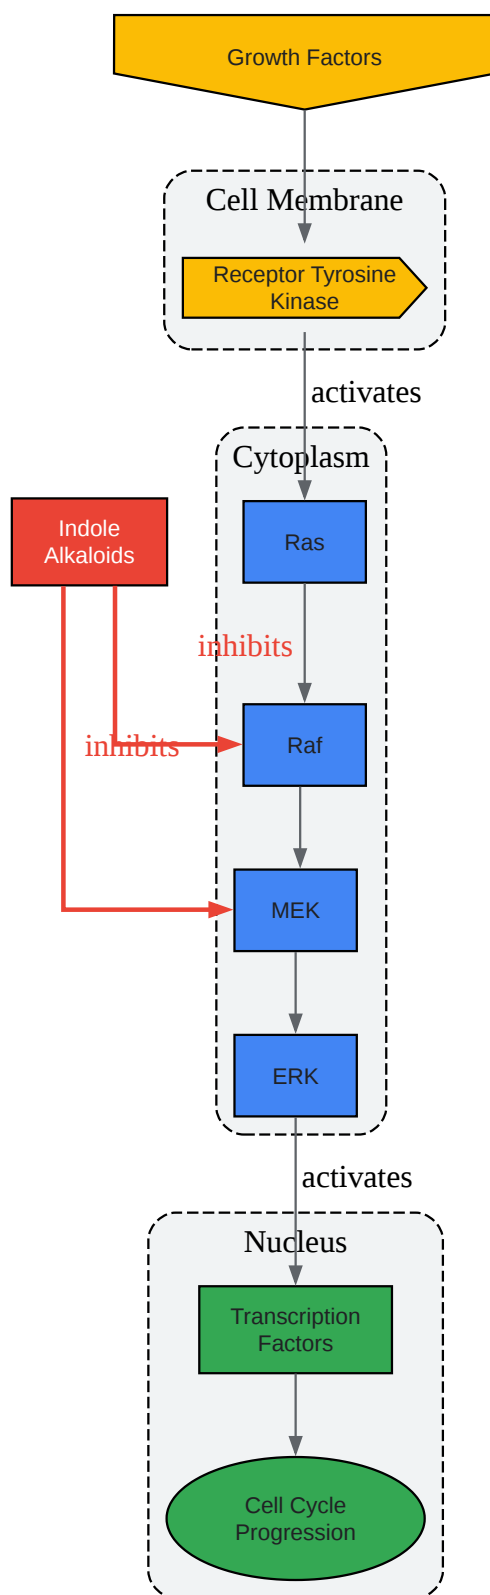 Growth Factors
Cell Membrane
Receptor Tyrosine
Kinase
activates
Cytoplasm
Indole
Alkaloids
Ras
inhibits
Raf
inhibits
MEK
ERK
activates
Nucleus
Transcription
Factors
Cell Cycle
Progression